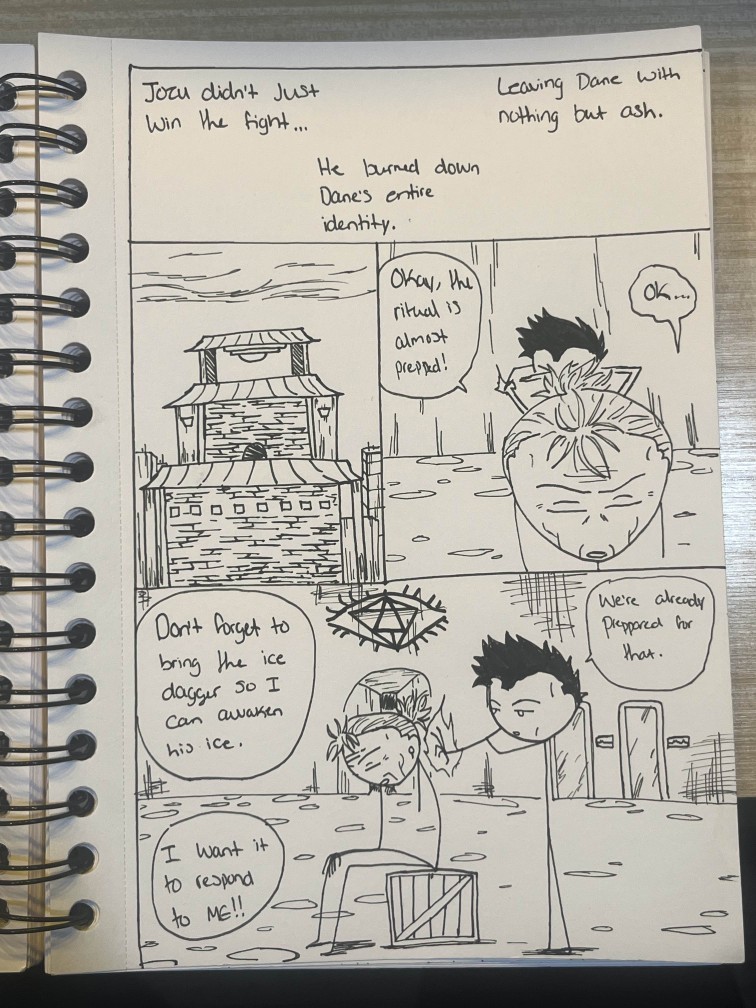 Jozu didn't Just
Win the fight...
He burned down
Dane's entire
identity.
Leaving Dane with
nothing but ash.
Okay, the
ritual is
almost
prepped!
OK...
Don't forget to
bring the ice
dagger so I
can awaken
his ice.
We're already
Preppared for
that.
I want it
to respond
to ME!!